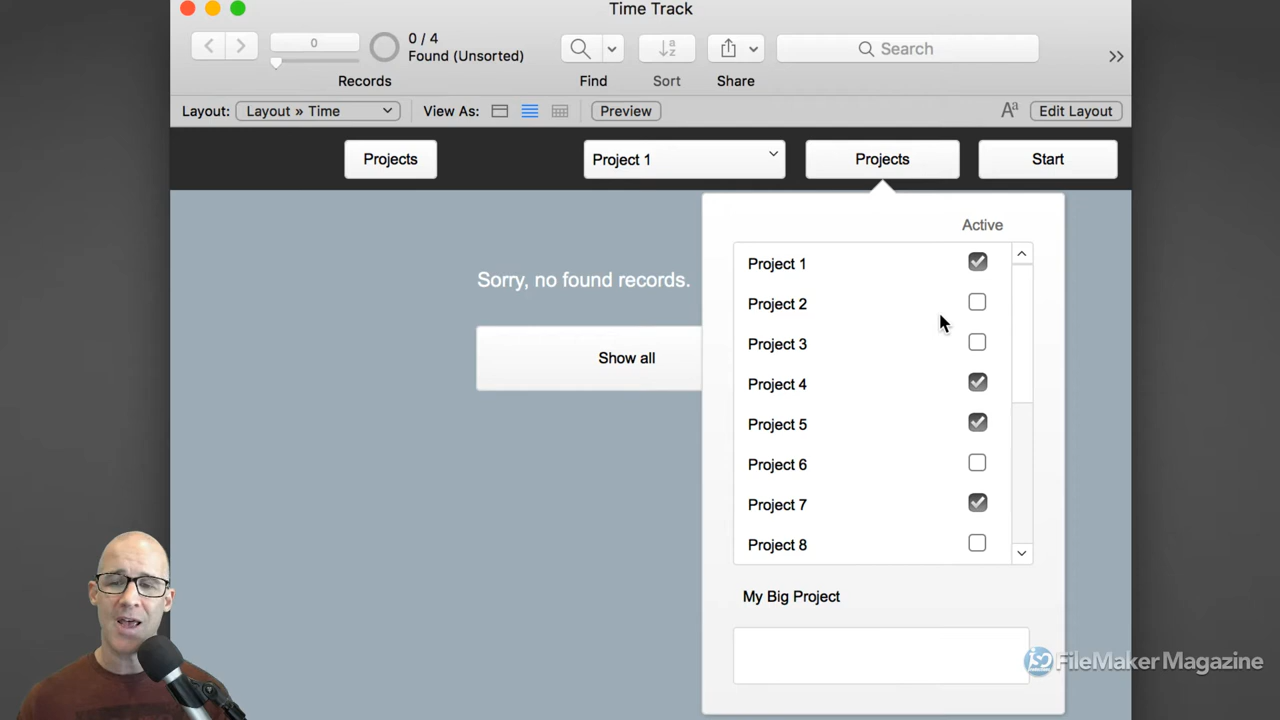 Time Track
0
0 / 4
Found (Unsorted)
Search
Records
Find
Sort
Share
Layout:
Layout » Time
View As:
Preview
Aa
Edit Layout
Projects
Project 1
Projects
Start
Active
Project 1
Project 2
Project 3
Project 4
Project 5
Project 6
Project 7
Project 8
Sorry, no found records.
Show all
My Big Project
iso FileMaker Magazine